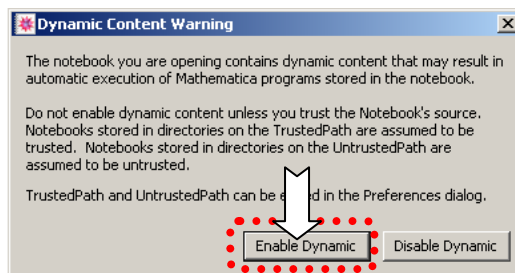 Dynamic Content Warning
The notebook you are opening contains dynamic content that may result in
automatic execution of Mathematica programs stored in the notebook.
Do not enable dynamic content unless you trust the Notebook's source.
Notebooks stored in directories on the TrustedPath are assumed to be
trusted. Notebooks stored in directories on the UntrustedPath are
assumed to be untrusted.
TrustedPath and UntrustedPath can be in the Preferences dialog.
Enable Dynamic Disable Dynamic